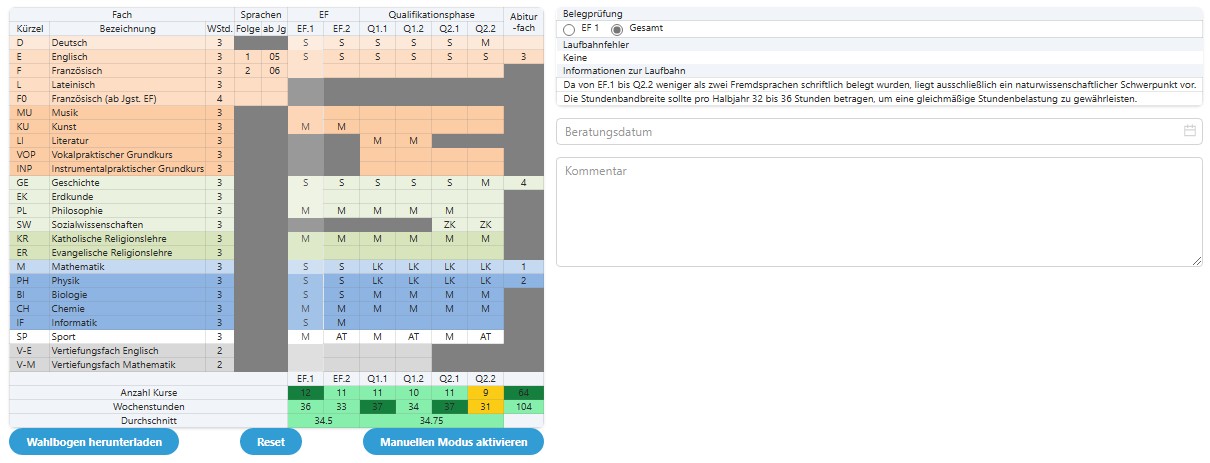 Fach Sprachen EF Qualifikationsphase Abitur -fach
Kürzel Bezeichnung WStd. Folge ab Jg EF.1 EF.2 Q1.1 Q1.2 Q2.1 Q2.2
D Deutsch 3 S S S S S M
E Englisch 3 1 05 S S S S S S 3
F Französisch 3 2 06
L Lateinisch 3
F0 Französisch (ab Jgst. EF) 4
MU Musik 3
KU Kunst 3 M M
LI Literatur 3 M M
VOP Vokalpraktischer Grundkurs 3
INP Instrumentalpraktischer Grundkurs 3
GE Geschichte 3 S S S S S M 4
EK Erdkunde 3
PL Philosophie 3 M M M M M
SW Sozialwissenschaften 3 ZK ZK
KR Katholische Religionslehre 3 M M M M M M
ER Evangelische Religionslehre 3
M Mathematik 3 S S LK LK LK LK 1
PH Physik 3 S S LK LK LK LK 2
BI Biologie 3 S S M M M M
CH Chemie 3 M M M M M M
IF Informatik 3 S M
SP Sport 3 M AT M AT M AT
V-E Vertiefungsfach Englisch 2
V-M Vertiefungsfach Mathematik 2
EF.1 EF.2 Q1.1 Q1.2 Q2.1 Q2.2
Anzahl Kurse 12 11 11 10 11 9 64
Wochenstunden 36 33 37 34 37 31 104
Durchschnitt 34.5 34.75
Wahlbogen herunterladen Reset Manuellen Modus aktivieren
Belegprüfung
EF 1 Gesamt
Laufbahnfehler
Keine
Informationen zur Laufbahn
Da von EF.1 bis Q2.2 weniger als zwei Fremdsprachen schriftlich belegt wurden, liegt ausschließlich ein naturwissenschaftlicher Schwerpunkt vor.
Die Stundenbandbreite sollte pro Halbjahr 32 bis 36 Stunden betragen, um eine gleichmäßige Stundenbelastung zu gewährleisten.
Beratungsdatum
Kommentar